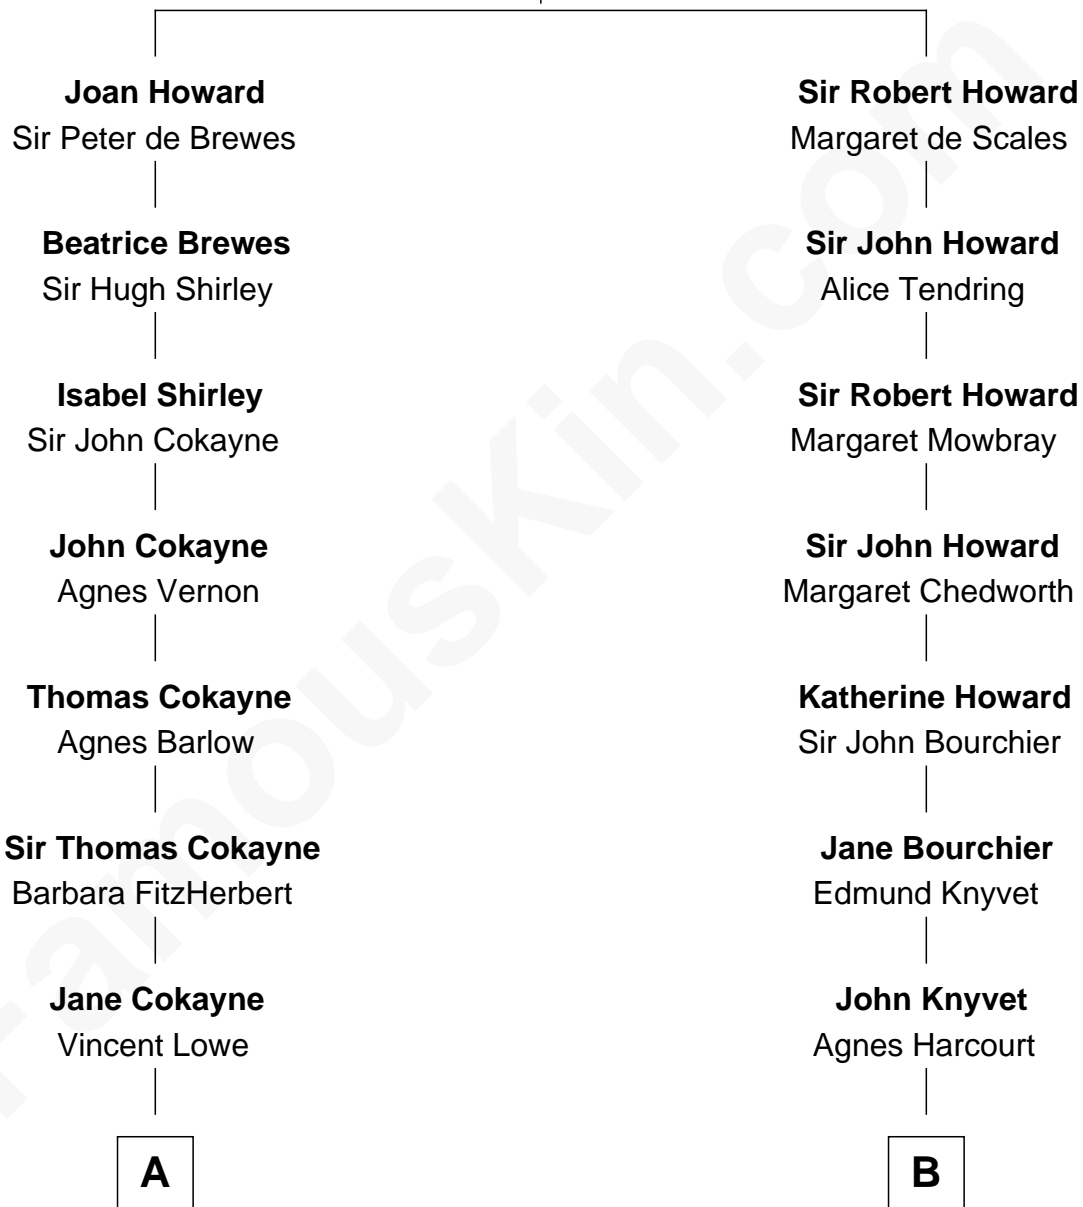 Joan Howard
Sir Peter de Brewes
Beatrice Brewes
Sir Hugh Shirley
Isabel Shirley
Sir John Cokayne
John Cokayne
Agnes Vernon
Thomas Cokayne
Agnes Barlow
Sir Thomas Cokayne
Barbara FitzHerbert
Jane Cokayne
Vincent Lowe
A
Sir Robert Howard
Margaret de Scales
Sir John Howard
Alice Tendring
Sir Robert Howard
Margaret Mowbray
Sir John Howard
Margaret Chedworth
Katherine Howard
Sir John Bourchier
Jane Bourchier
Edmund Knyvet
John Knyvet
Agnes Harcourt
B
FamousKin.com